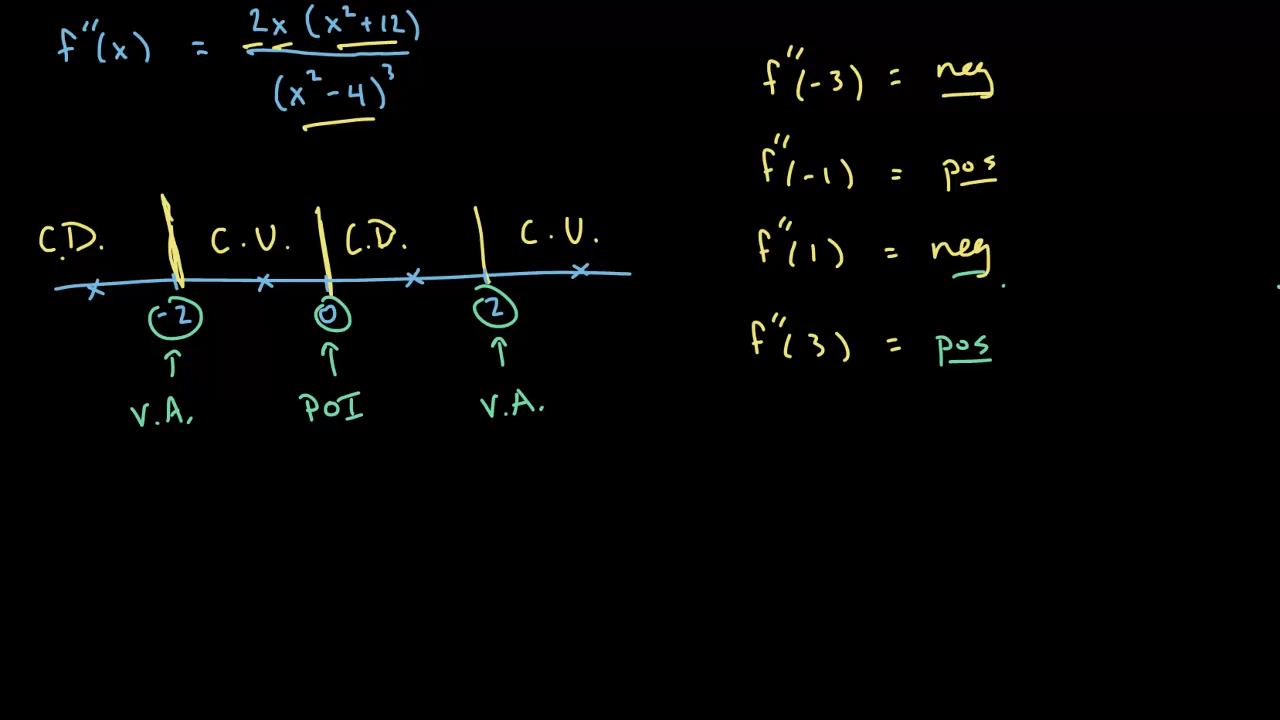 f''(x) = 2x (x² + 12) / (x² - 4)³
f''(-3) = neg
f''(-1) = pos
f''(1) = neg
f''(3) = pos
C.D. C.U. C.D. C.U.
-2 0 2
V.A. POI V.A.